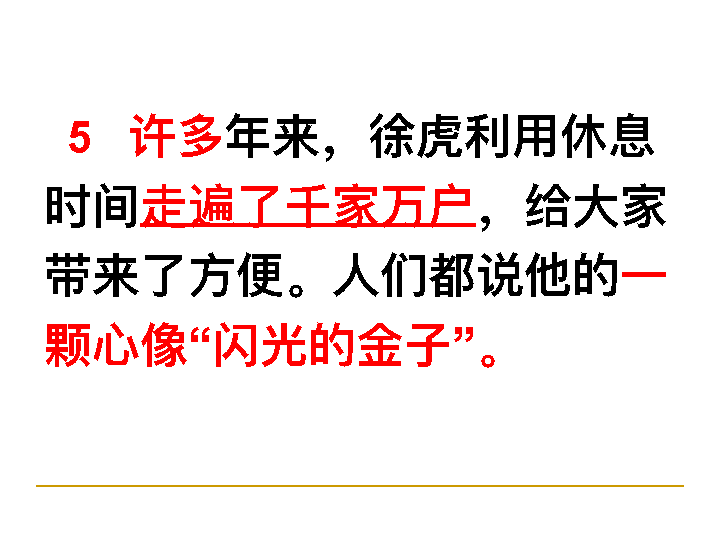 5 许多年来，徐虎利用休息
时间走遍了千家万户，给大家
带来了方便。人们都说他的一
颗心像“闪光的金子”。